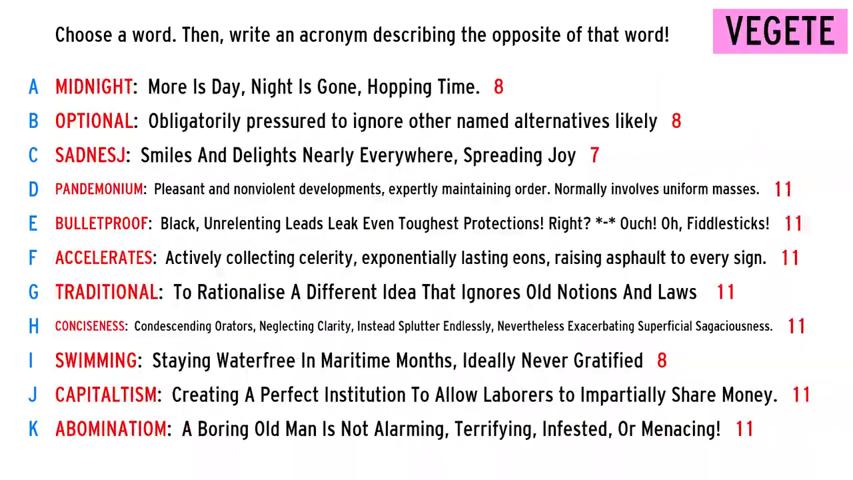 Choose a word. Then, write an acronym describing the opposite of that word!
VEGETE
A MIDNIGHT: More Is Day, Night Is Gone, Hopping Time. 8
B OPTIONAL: Obligatorily pressured to ignore other named alternatives likely 8
C SADNESJ: Smiles And Delights Nearly Everywhere, Spreading Joy 7
D PANDEMONIUM: Pleasant and nonviolent developments, expertly maintaining order. Normally involves uniform masses. 11
E BULLETPROOF: Black, Unrelenting Leads Leak Even Toughest Protections! Right? *-* Ouch! Oh, Fiddlesticks! 11
F ACCELERATES: Actively collecting celerity, exponentially lasting eons, raising asphault to every sign. 11
G TRADITIONAL: To Rationalise A Different Idea That Ignores Old Notions And Laws 11
H CONCISENESS: Condescending Orators, Neglecting Clarity, Instead Splutter Endlessly, Nevertheless Exacerbating Superficial Sagaciousness. 11
I SWIMMING: Staying Waterfree In Maritime Months, Ideally Never Gratified 8
J CAPITALTISM: Creating A Perfect Institution To Allow Laborers to Impartially Share Money. 11
K ABOMINATIOM: A Boring Old Man Is Not Alarming, Terrifying, Infested, Or Menacing! 11